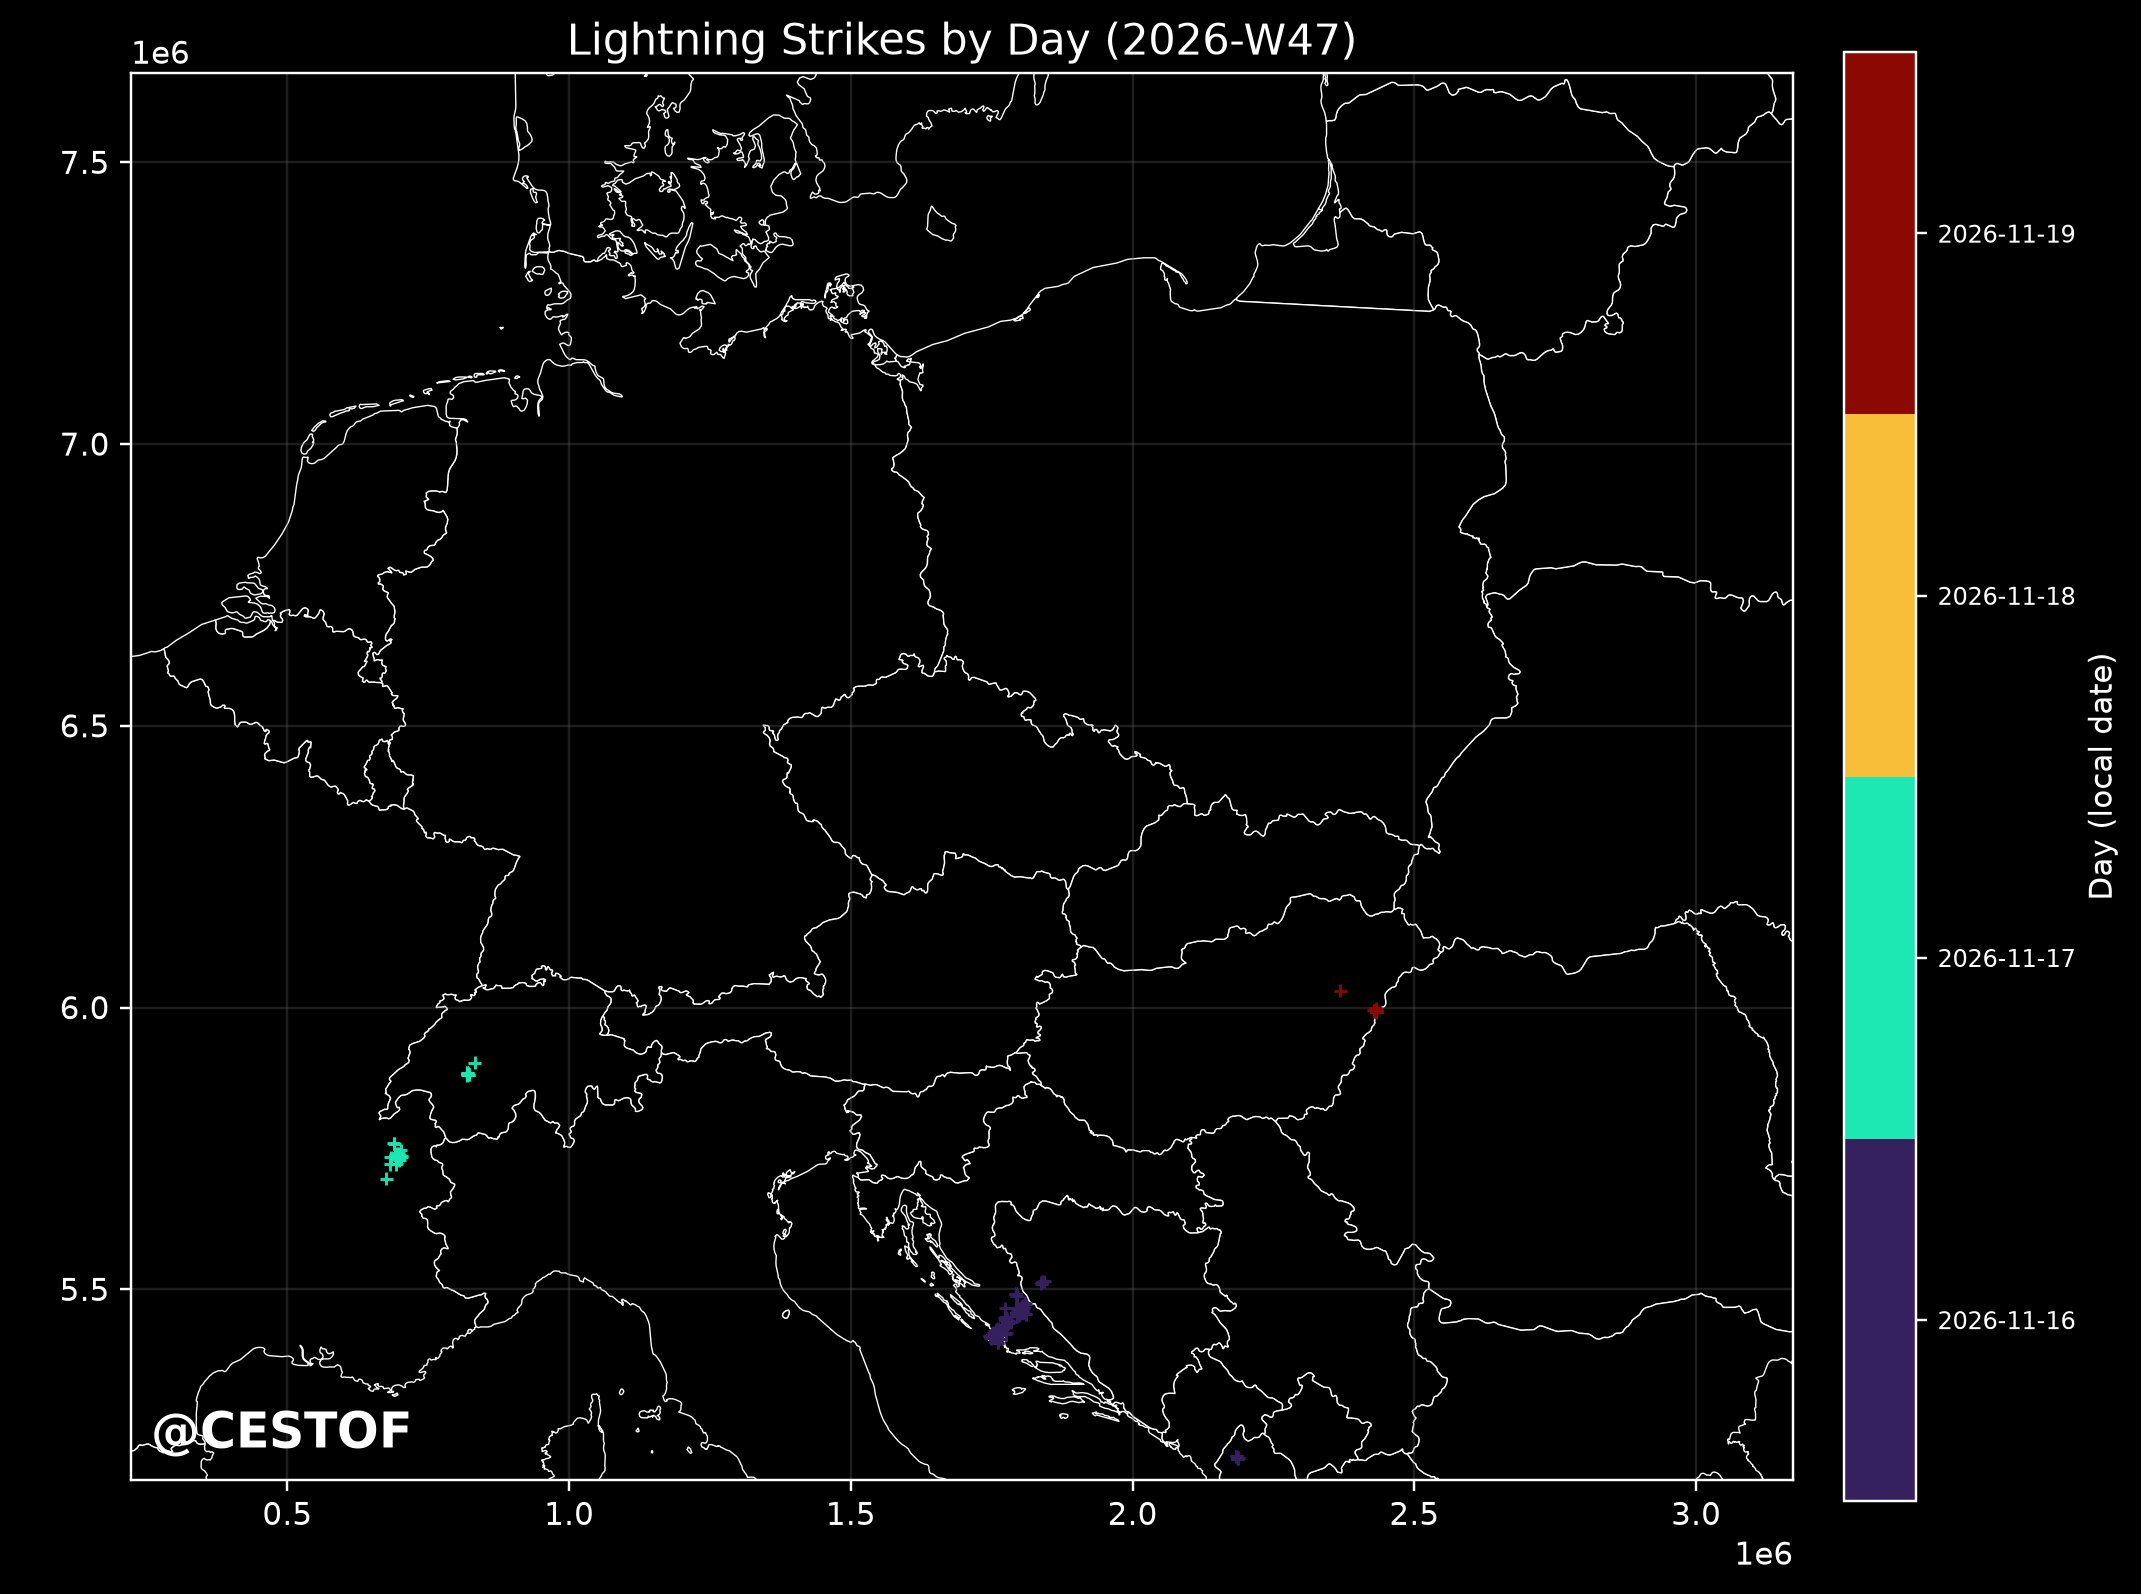 Lightning Strikes by Day (2026-W47)
1e6
7.5
7.0
6.5
6.0
5.5
0.5 1.0 1.5 2.0 2.5 3.0
1e6
@CESTOF
2026-11-19
2026-11-18
2026-11-17
2026-11-16
Day (local date)